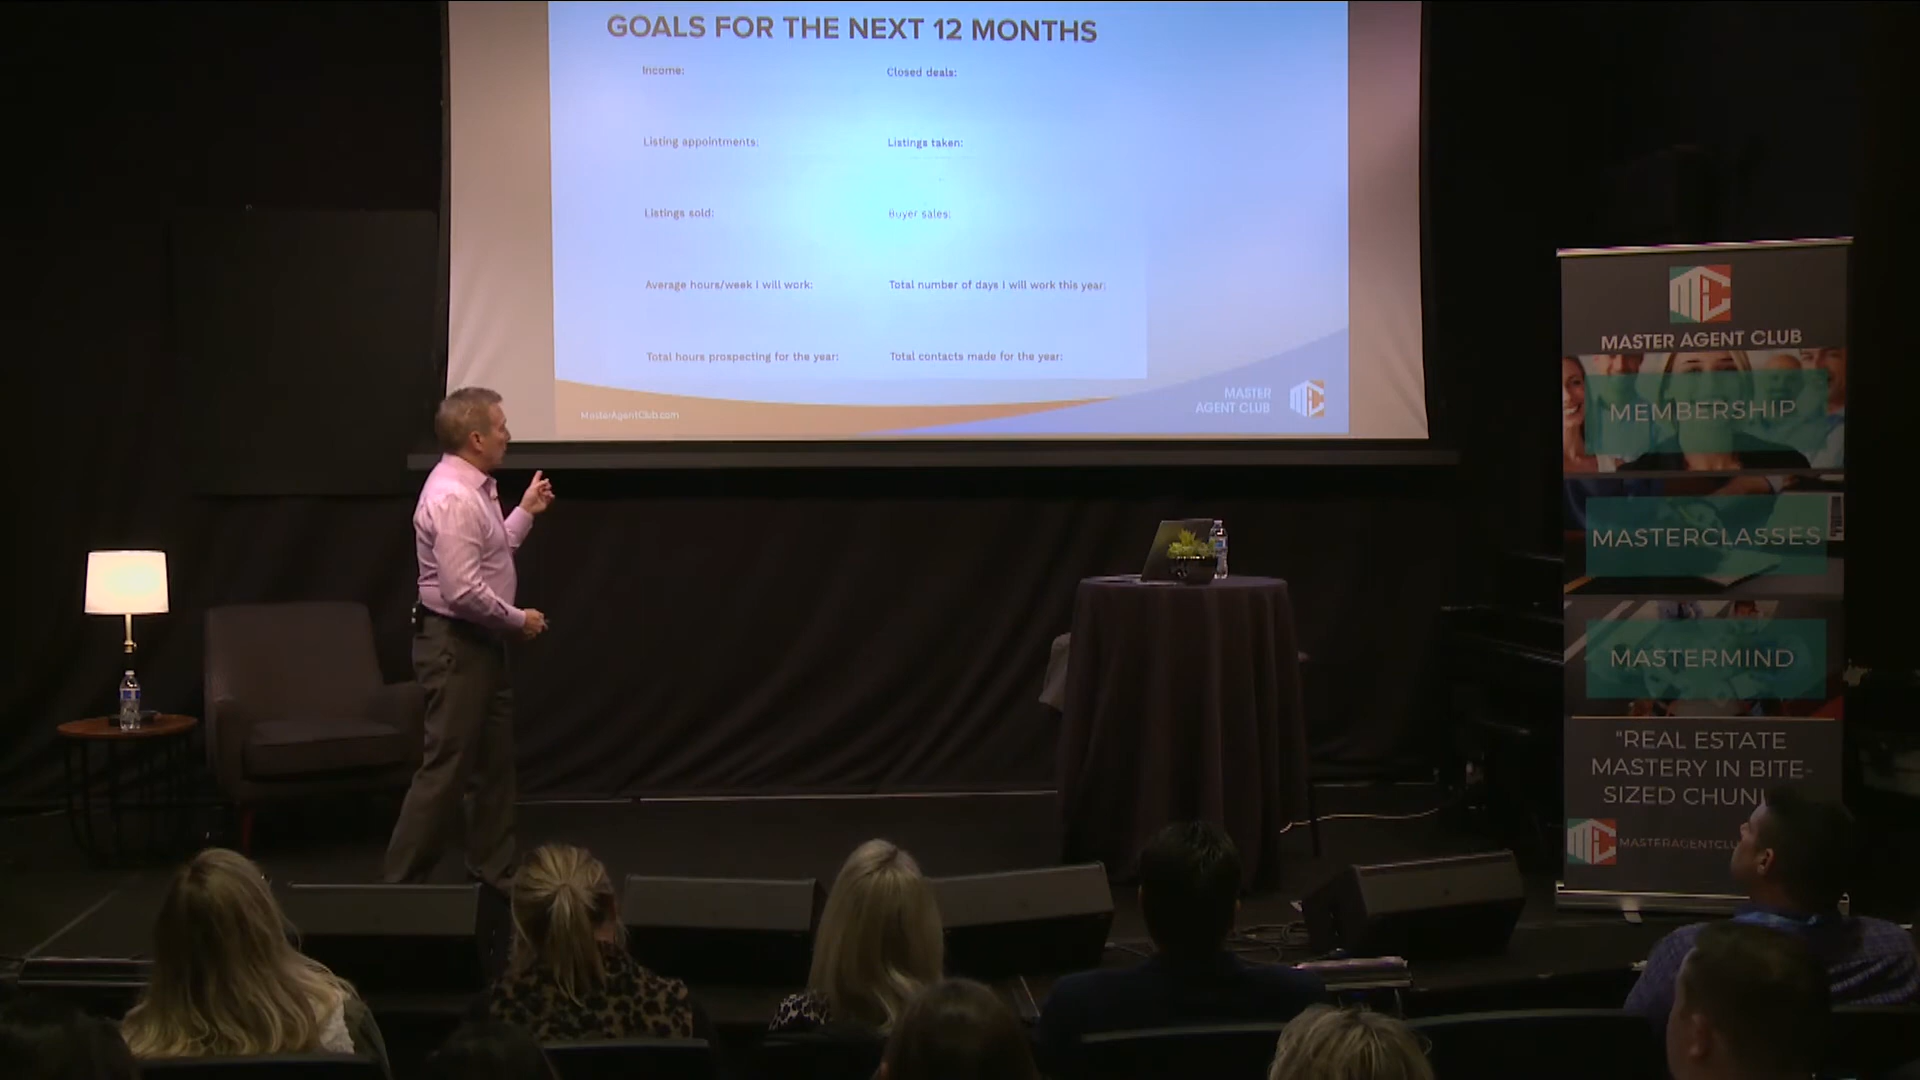 GOALS FOR THE NEXT 12 MONTHS
Income:
Closed deals:
Listing appointments:
Listings taken:
Listings sold:
Buyer sales:
Average hours/week I will work:
Total number of days I will work this year:
Total hours prospecting for the year:
Total contacts made for the year:
MasterAgentClub.com
MASTER
AGENT CLUB
MASTER AGENT CLUB
MEMBERSHIP
MASTERCLASSES
MASTERMIND
"REAL ESTATE
MASTERY IN BITE-
SIZED CHUN
MASTERAGENTCLU